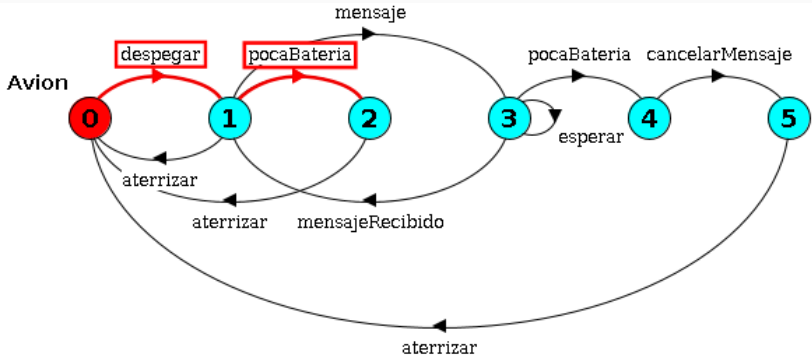 mensaje
despegar
pocaBateria
pocaBateria
cancelarMensaje
Avion
0
1
2
3
4
5
esperar
aterrizar
aterrizar
mensajeRecibido
aterrizar